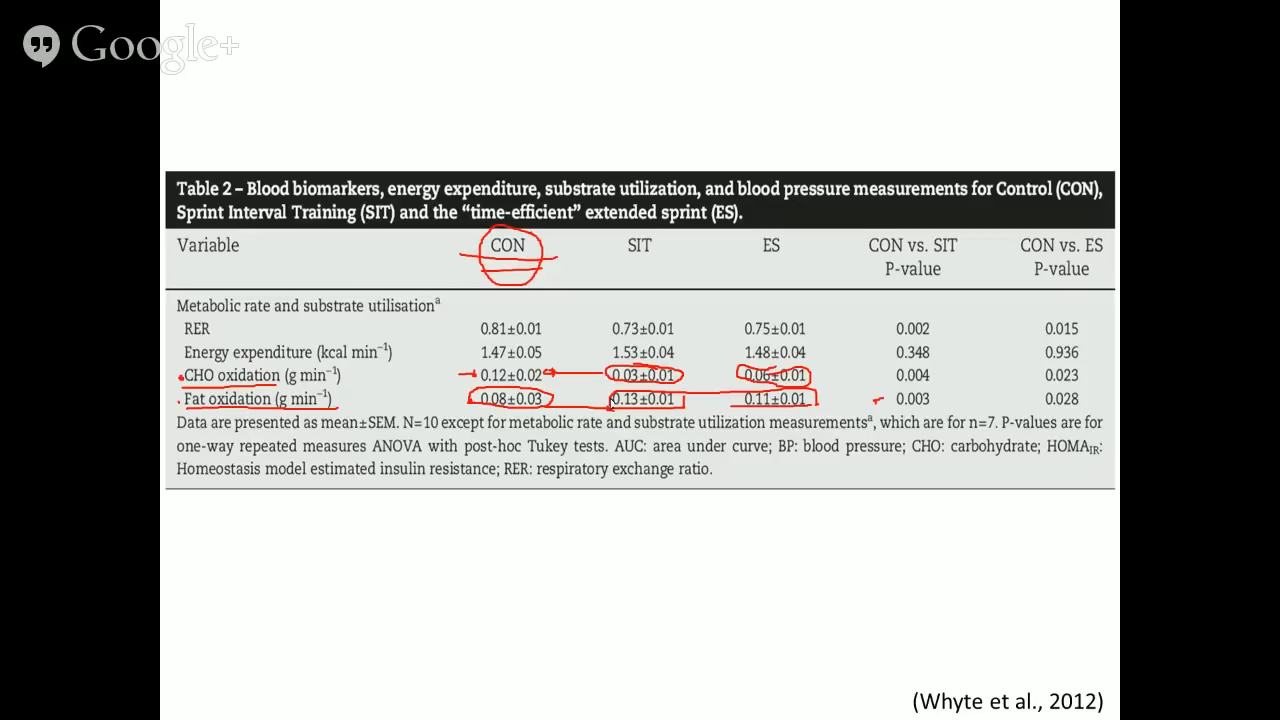 Google+
Table 2 – Blood biomarkers, energy expenditure, substrate utilization, and blood pressure measurements for Control (CON),
Sprint Interval Training (SIT) and the “time-efficient” extended sprint (ES).
Variable CON SIT ES CON vs. SIT CON vs. ES
P-value P-value
Metabolic rate and substrate utilisationᵃ
RER 0.81±0.01 0.73±0.01 0.75±0.01 0.002 0.015
Energy expenditure (kcal min⁻¹) 1.47±0.05 1.53±0.04 1.48±0.04 0.348 0.936
CHO oxidation (g min⁻¹) 0.12±0.02 0.03±0.01 0.06±0.01 0.004 0.023
Fat oxidation (g min⁻¹) 0.08±0.03 0.13±0.01 0.11±0.01 0.003 0.028
Data are presented as mean±SEM. N=10 except for metabolic rate and substrate utilization measurementsᵃ, which are for n=7. P-values are for
one-way repeated measures ANOVA with post-hoc Tukey tests. AUC: area under curve; BP: blood pressure; CHO: carbohydrate; HOMA_IR:
Homeostasis model estimated insulin resistance; RER: respiratory exchange ratio.
(Whyte et al., 2012)